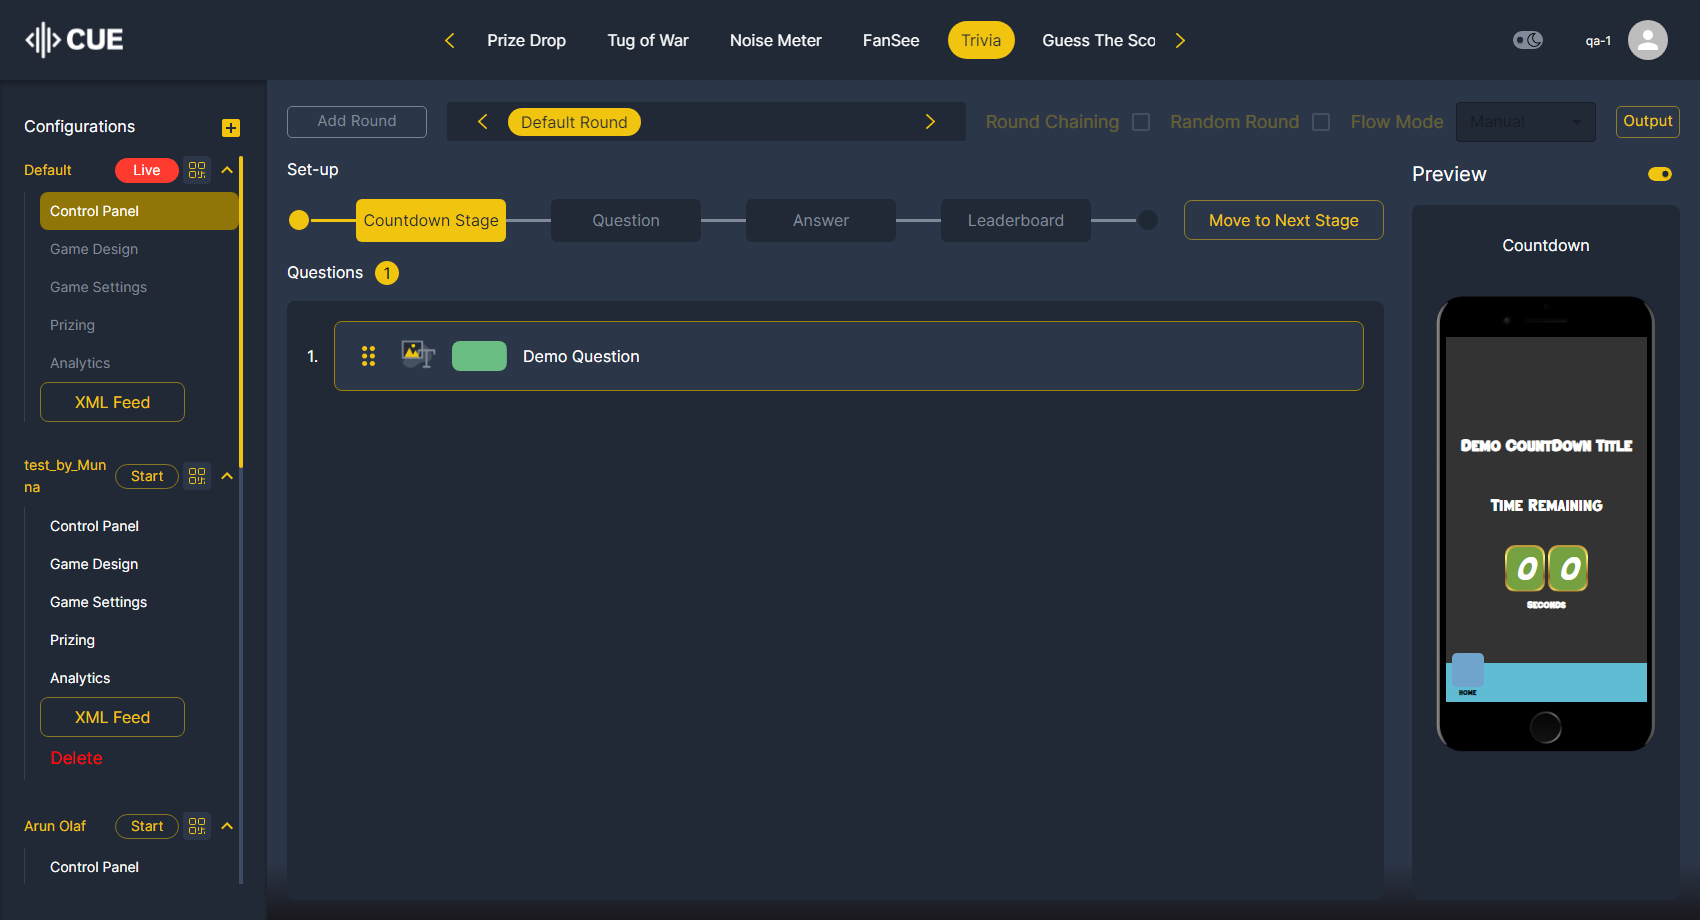 CUE
Prize Drop
Tug of War
Noise Meter
FanSee
Trivia
Guess The Sco
qa-1
Configurations
Default
Live
Control Panel
Game Design
Game Settings
Prizing
Analytics
XML Feed
test_by_Mun
na
Start
Control Panel
Game Design
Game Settings
Prizing
Analytics
XML Feed
Delete
Arun Olaf
Start
Control Panel
Add Round
Default Round
Round Chaining
Random Round
Flow Mode
Manual
Output
Set-up
Countdown Stage
Question
Answer
Leaderboard
Move to Next Stage
Questions 1
1.
Demo Question
Preview
Countdown
Demo CountDown Title
Time Remaining
0 0
Seconds
HOME